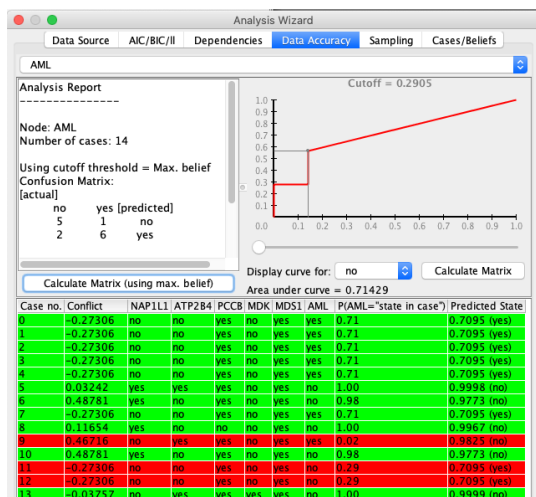 Analysis Wizard
Data Source AIC/BIC/ll Dependencies Data Accuracy Sampling Cases/Beliefs
AML
Analysis Report
---------------
Node: AML
Number of cases: 14
Using cutoff threshold = Max. belief
Confusion Matrix:
[actual]
no yes [predicted]
5 1 no
2 6 yes
Calculate Matrix (using max. belief)
Cutoff = 0.2905
1.0
0.9
0.8
0.7
0.6
0.5
0.4
0.3
0.2
0.1
0.0 0.1 0.2 0.3 0.4 0.5 0.6 0.7 0.8 0.9 1.0
Display curve for: no Calculate Matrix
Area under curve = 0.71429
Case no. Conflict NAP1L1 ATP2B4 PCCB MDK MDS1 AML P(AML="state in case") Predicted State
0 -0.27306 no no yes no yes yes 0.71 0.7095 (yes)
1 -0.27306 no no yes no yes yes 0.71 0.7095 (yes)
2 -0.27306 no no yes no yes yes 0.71 0.7095 (yes)
3 -0.27306 no no yes no yes yes 0.71 0.7095 (yes)
4 -0.27306 no no yes no yes yes 0.71 0.7095 (yes)
5 0.03242 yes yes yes no yes no 1.00 0.9998 (no)
6 0.48781 yes no yes no yes no 0.98 0.9773 (no)
7 -0.27306 no no yes no yes yes 0.71 0.7095 (yes)
8 0.11654 yes no no no yes no 1.00 0.9967 (no)
9 0.46716 no yes yes no yes yes 0.02 0.9825 (no)
10 0.48781 yes no yes no yes no 0.98 0.9773 (no)
11 -0.27306 no no yes no yes no 0.29 0.7095 (yes)
12 -0.27306 no no yes no yes no 0.29 0.7095 (yes)
13 -0.03757 no yes yes yes yes no 1.00 0.9999 (no)